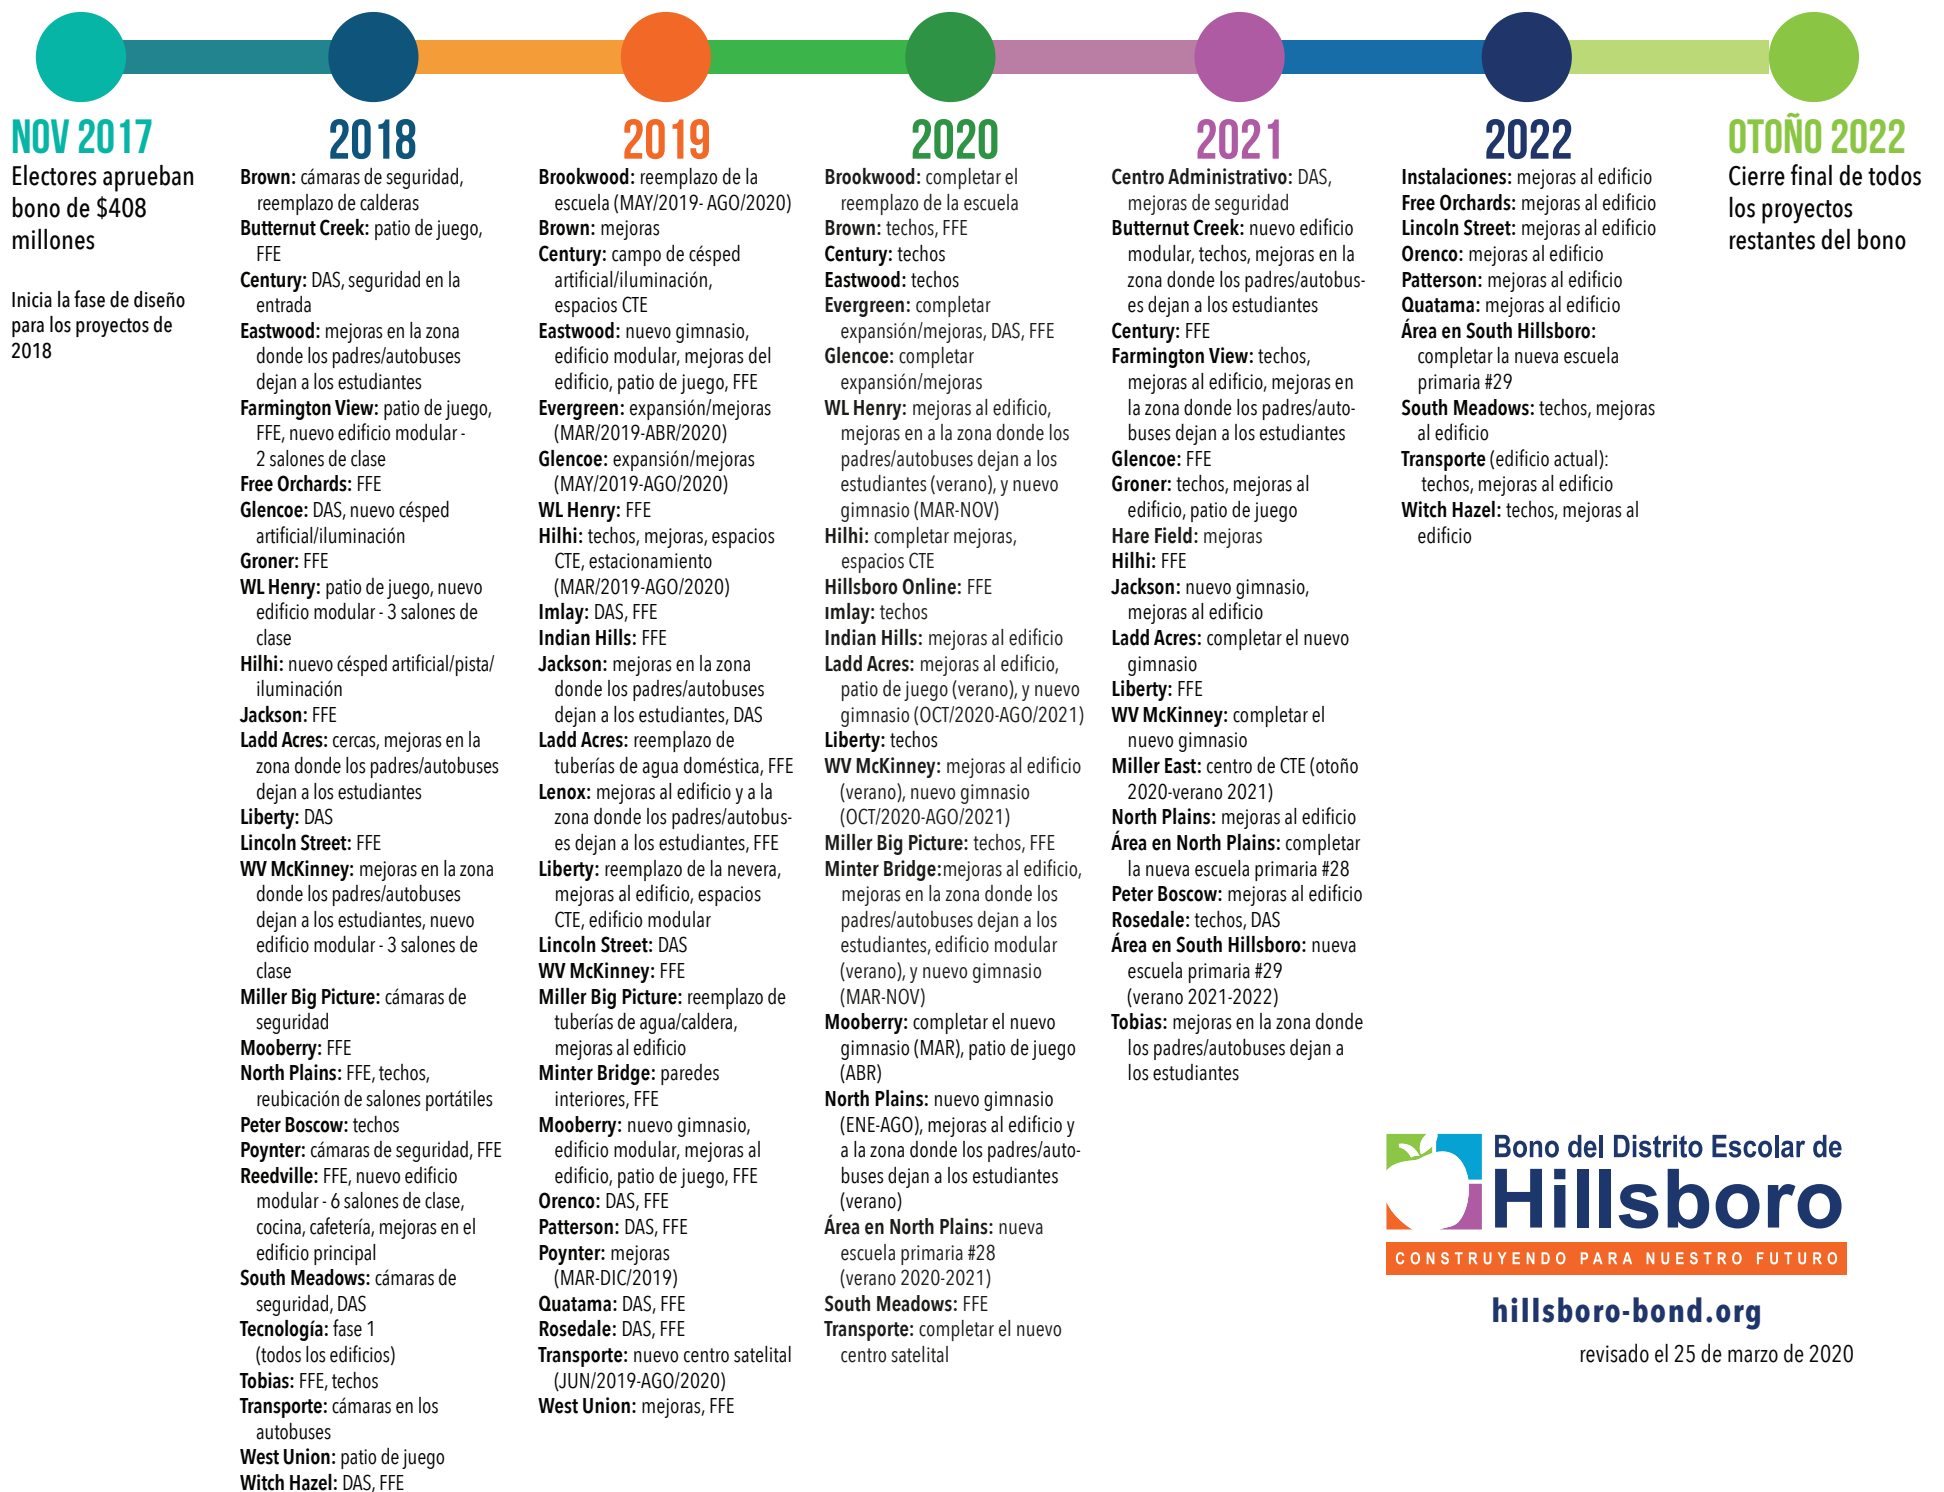 NOV 2017
Electores aprueban
bono de $408
millones
Inicia la fase de diseño
para los proyectos de
2018
2018
Brown: cámaras de seguridad,
reemplazo de calderas
Butternut Creek: patio de juego,
FFE
Century: DAS, seguridad en la
entrada
Eastwood: mejoras en la zona
donde los padres/autobuses
dejan a los estudiantes
Farmington View: patio de juego,
FFE, nuevo edificio modular -
2 salones de clase
Free Orchards: FFE
Glencoe: DAS, nuevo césped
artificial/iluminación
Groner: FFE
WL Henry: patio de juego, nuevo
edificio modular - 3 salones de
clase
Hilhi: nuevo césped artificial/pista/
iluminación
Jackson: FFE
Ladd Acres: cercas, mejoras en la
zona donde los padres/autobuses
dejan a los estudiantes
Liberty: DAS
Lincoln Street: FFE
WV McKinney: mejoras en la zona
donde los padres/autobuses
dejan a los estudiantes, nuevo
edificio modular - 3 salones de
clase
Miller Big Picture: cámaras de
seguridad
Mooberry: FFE
North Plains: FFE, techos,
reubicación de salones portátiles
Peter Boscow: techos
Poynter: cámaras de seguridad, FFE
Reedville: FFE, nuevo edificio
modular - 6 salones de clase,
cocina, cafetería, mejoras en el
edificio principal
South Meadows: cámaras de
seguridad, DAS
Tecnología: fase 1
(todos los edificios)
Tobias: FFE, techos
Transporte: cámaras en los
autobuses
West Union: patio de juego
Witch Hazel: DAS, FFE
2019
Brookwood: reemplazo de la
escuela (MAY/2019- AGO/2020)
Brown: mejoras
Century: campo de césped
artificial/iluminación,
espacios CTE
Eastwood: nuevo gimnasio,
edificio modular, mejoras del
edificio, patio de juego, FFE
Evergreen: expansión/mejoras
(MAR/2019-ABR/2020)
Glencoe: expansión/mejoras
(MAY/2019-AGO/2020)
WL Henry: FFE
Hilhi: techos, mejoras, espacios
CTE, estacionamiento
(MAR/2019-AGO/2020)
Imlay: DAS, FFE
Indian Hills: FFE
Jackson: mejoras en la zona
donde los padres/autobuses
dejan a los estudiantes, DAS
Ladd Acres: reemplazo de
tuberías de agua doméstica, FFE
Lenox: mejoras al edificio y a la
zona donde los padres/autobus-
es dejan a los estudiantes, FFE
Liberty: reemplazo de la nevera,
mejoras al edificio, espacios
CTE, edificio modular
Lincoln Street: DAS
WV McKinney: FFE
Miller Big Picture: reemplazo de
tuberías de agua/caldera,
mejoras al edificio
Minter Bridge: paredes
interiores, FFE
Mooberry: nuevo gimnasio,
edificio modular, mejoras al
edificio, patio de juego, FFE
Orenco: DAS, FFE
Patterson: DAS, FFE
Poynter: mejoras
(MAR-DIC/2019)
Quatama: DAS, FFE
Rosedale: DAS, FFE
Transporte: nuevo centro satelital
(JUN/2019-AGO/2020)
West Union: mejoras, FFE
2020
Brookwood: completar el
reemplazo de la escuela
Brown: techos, FFE
Century: techos
Eastwood: techos
Evergreen: completar
expansión/mejoras, DAS, FFE
Glencoe: completar
expansión/mejoras
WL Henry: mejoras al edificio,
mejoras en a la zona donde los
padres/autobuses dejan a los
estudiantes (verano), y nuevo
gimnasio (MAR-NOV)
Hilhi: completar mejoras,
espacios CTE
Hillsboro Online: FFE
Imlay: techos
Indian Hills: mejoras al edificio
Ladd Acres: mejoras al edificio,
patio de juego (verano), y nuevo
gimnasio (OCT/2020-AGO/2021)
Liberty: techos
WV McKinney: mejoras al edificio
(verano), nuevo gimnasio
(OCT/2020-AGO/2021)
Miller Big Picture: techos, FFE
Minter Bridge:mejoras al edificio,
mejoras en la zona donde los
padres/autobuses dejan a los
estudiantes, edificio modular
(verano), y nuevo gimnasio
(MAR-NOV)
Mooberry: completar el nuevo
gimnasio (MAR), patio de juego
(ABR)
North Plains: nuevo gimnasio
(ENE-AGO), mejoras al edificio y
a la zona donde los padres/auto-
buses dejan a los estudiantes
(verano)
Área en North Plains: nueva
escuela primaria #28
(verano 2020-2021)
South Meadows: FFE
Transporte: completar el nuevo
centro satelital
2021
Centro Administrativo: DAS,
mejoras de seguridad
Butternut Creek: nuevo edificio
modular, techos, mejoras en la
zona donde los padres/autobus-
es dejan a los estudiantes
Century: FFE
Farmington View: techos,
mejoras al edificio, mejoras en
la zona donde los padres/auto-
buses dejan a los estudiantes
Glencoe: FFE
Groner: techos, mejoras al
edificio, patio de juego
Hare Field: mejoras
Hilhi: FFE
Jackson: nuevo gimnasio,
mejoras al edificio
Ladd Acres: completar el nuevo
gimnasio
Liberty: FFE
WV McKinney: completar el
nuevo gimnasio
Miller East: centro de CTE (otoño
2020-verano 2021)
North Plains: mejoras al edificio
Área en North Plains: completar
la nueva escuela primaria #28
Peter Boscow: mejoras al edificio
Rosedale: techos, DAS
Área en South Hillsboro: nueva
escuela primaria #29
(verano 2021-2022)
Tobias: mejoras en la zona donde
los padres/autobuses dejan a
los estudiantes
2022
Instalaciones: mejoras al edificio
Free Orchards: mejoras al edificio
Lincoln Street: mejoras al edificio
Orenco: mejoras al edificio
Patterson: mejoras al edificio
Quatama: mejoras al edificio
Área en South Hillsboro:
completar la nueva escuela
primaria #29
South Meadows: techos, mejoras
al edificio
Transporte (edificio actual):
techos, mejoras al edificio
Witch Hazel: techos, mejoras al
edificio
OTOÑO 2022
Cierre final de todos
los proyectos
restantes del bono
Bono del Distrito Escolar de
Hillsboro
CONSTRUYENDO PARA NUESTRO FUTURO
hillsboro-bond.org
revisado el 25 de marzo de 2020